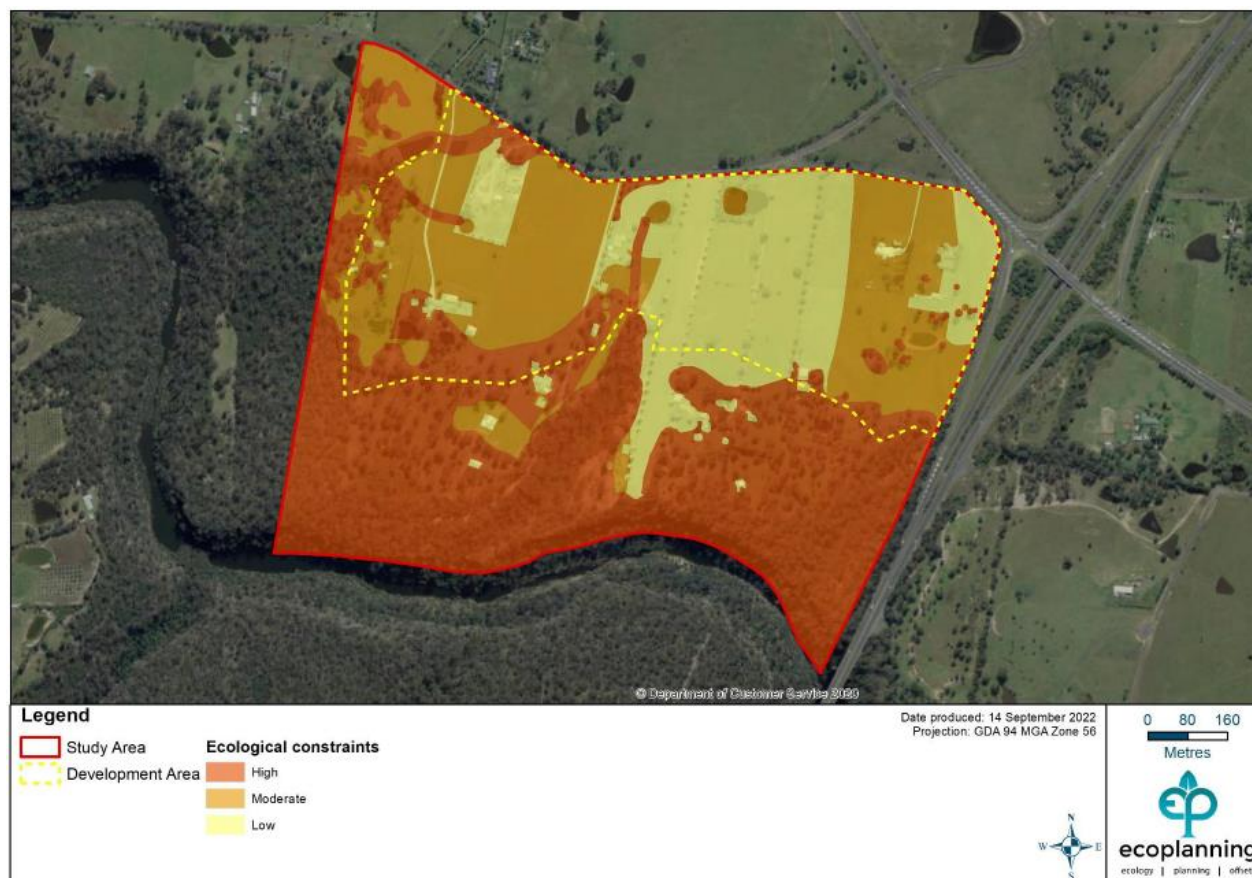 © Department of Customer Service 2020
Legend
Study Area
Development Area
Ecological constraints
High
Moderate
Low
Date produced: 14 September 2022
Projection: GDA 94 MGA Zone 56
0 80 160
Metres
N
W E
S
ep
ecoplanning
ecology | planning | offsets